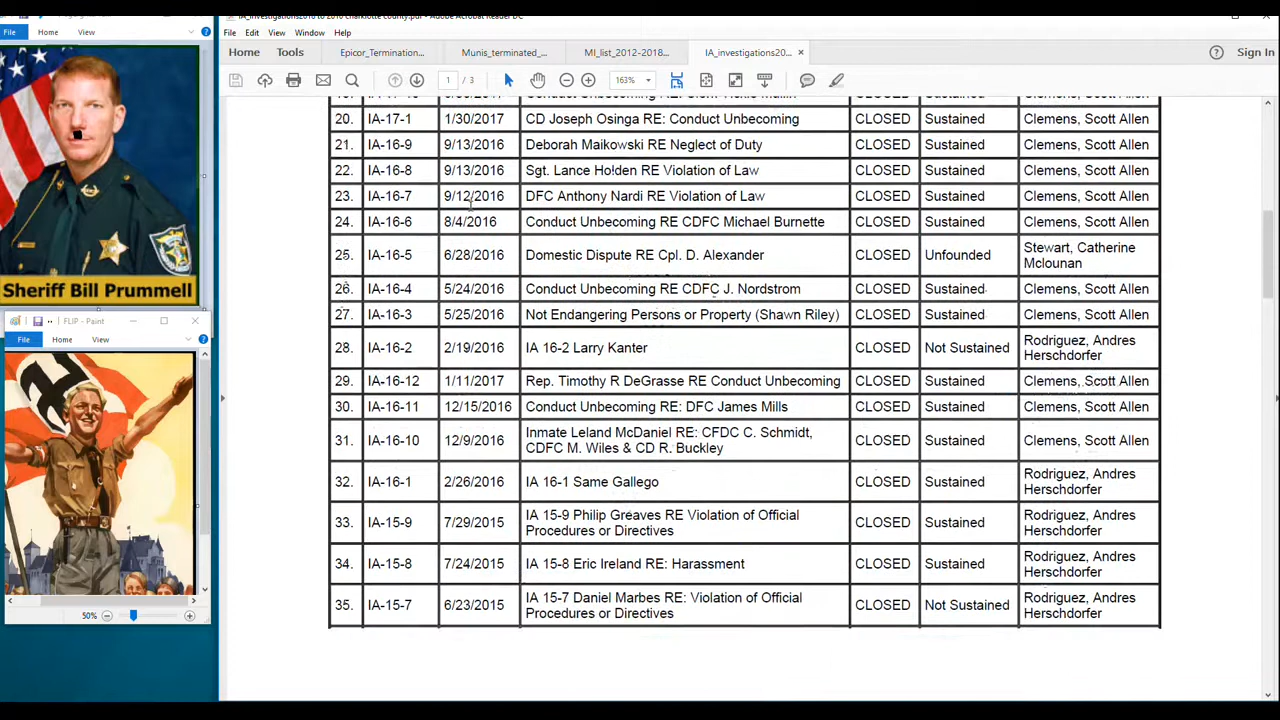 IA_investigations2010 to 2018 charklotte county.pdf - Adobe Acrobat Reader DC
File Home View
File Edit View Window Help
Home Tools Epicor_Termination... Munis_terminated_... MI_list_2012-2018... IA_investigations20... × Sign In
1 / 3 163%
20. IA-17-1 1/30/2017 CD Joseph Osinga RE: Conduct Unbecoming CLOSED Sustained Clemens, Scott Allen
21. IA-16-9 9/13/2016 Deborah Maikowski RE Neglect of Duty CLOSED Sustained Clemens, Scott Allen
22. IA-16-8 9/13/2016 Sgt. Lance Holden RE Violation of Law CLOSED Sustained Clemens, Scott Allen
23. IA-16-7 9/12/2016 DFC Anthony Nardi RE Violation of Law CLOSED Sustained Clemens, Scott Allen
24. IA-16-6 8/4/2016 Conduct Unbecoming RE CDFC Michael Burnette CLOSED Sustained Clemens, Scott Allen
25. IA-16-5 6/28/2016 Domestic Dispute RE Cpl. D. Alexander CLOSED Unfounded Stewart, Catherine
Mclounan
26. IA-16-4 5/24/2016 Conduct Unbecoming RE CDFC J. Nordstrom CLOSED Sustained Clemens, Scott Allen
27. IA-16-3 5/25/2016 Not Endangering Persons or Property (Shawn Riley) CLOSED Sustained Clemens, Scott Allen
28. IA-16-2 2/19/2016 IA 16-2 Larry Kanter CLOSED Not Sustained Rodriguez, Andres
Herschdorfer
29. IA-16-12 1/11/2017 Rep. Timothy R DeGrasse RE Conduct Unbecoming CLOSED Sustained Clemens, Scott Allen
30. IA-16-11 12/15/2016 Conduct Unbecoming RE: DFC James Mills CLOSED Sustained Clemens, Scott Allen
31. IA-16-10 12/9/2016 Inmate Leland McDaniel RE: CFDC C. Schmidt,
CDFC M. Wiles & CD R. Buckley CLOSED Sustained Clemens, Scott Allen
32. IA-16-1 2/26/2016 IA 16-1 Same Gallego CLOSED Sustained Rodriguez, Andres
Herschdorfer
33. IA-15-9 7/29/2015 IA 15-9 Philip Greaves RE Violation of Official
Procedures or Directives CLOSED Sustained Rodriguez, Andres
Herschdorfer
34. IA-15-8 7/24/2015 IA 15-8 Eric Ireland RE: Harassment CLOSED Sustained Rodriguez, Andres
Herschdorfer
35. IA-15-7 6/23/2015 IA 15-7 Daniel Marbes RE: Violation of Official
Procedures or Directives CLOSED Not Sustained Rodriguez, Andres
Herschdorfer
Sheriff Bill Prummell
FLIP - Paint
File Home View
50%